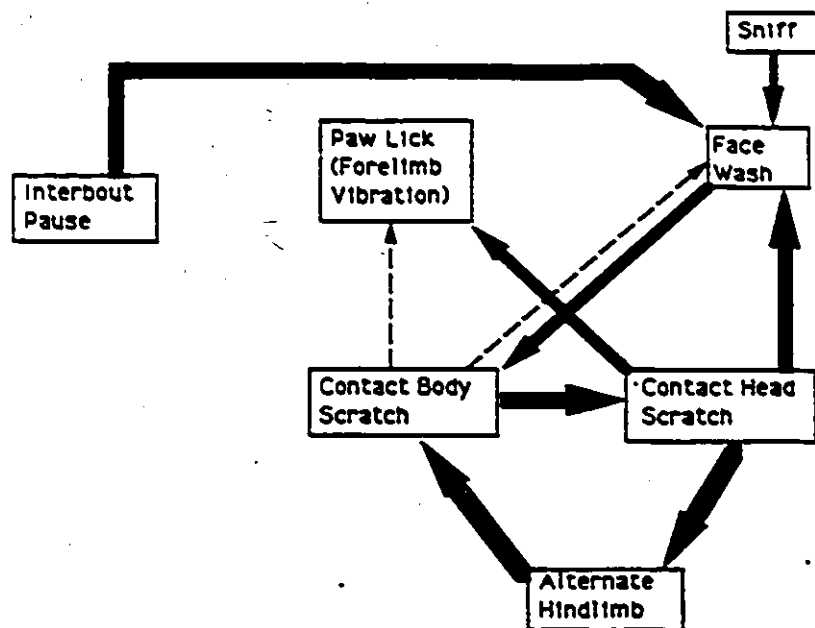 Sniff
Paw Lick
(Forelimb
Vibration)
Face
Wash
Interbout
Pause
Contact Body
Scratch
Contact Head
Scratch
Alternate
Hindlimb